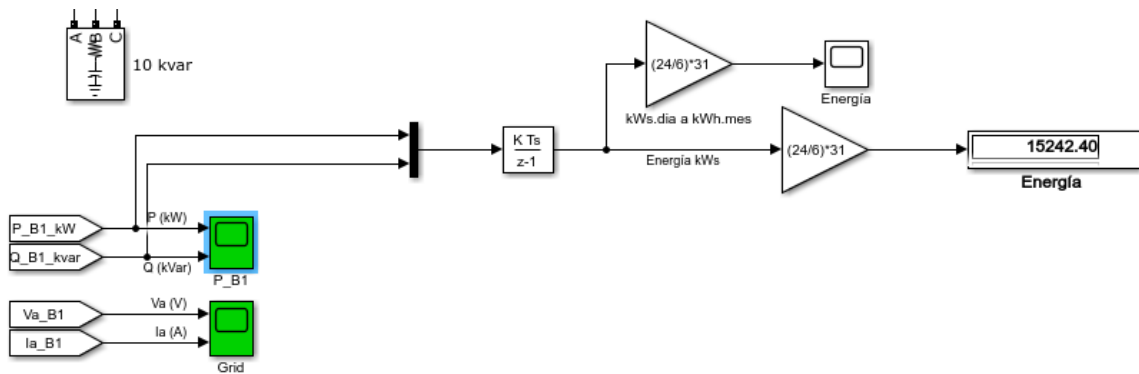 A B C
10 kvar
(24/6)*31
Energía
kWs.dia a kWh.mes
K Ts
z-1
Energía kWs
(24/6)*31
15242.40
Energía
P_B1_kW
P (kW)
Q_B1_kvar
Q (kVar)
P_B1
Va_B1
Va (V)
Ia_B1
Ia (A)
Grid